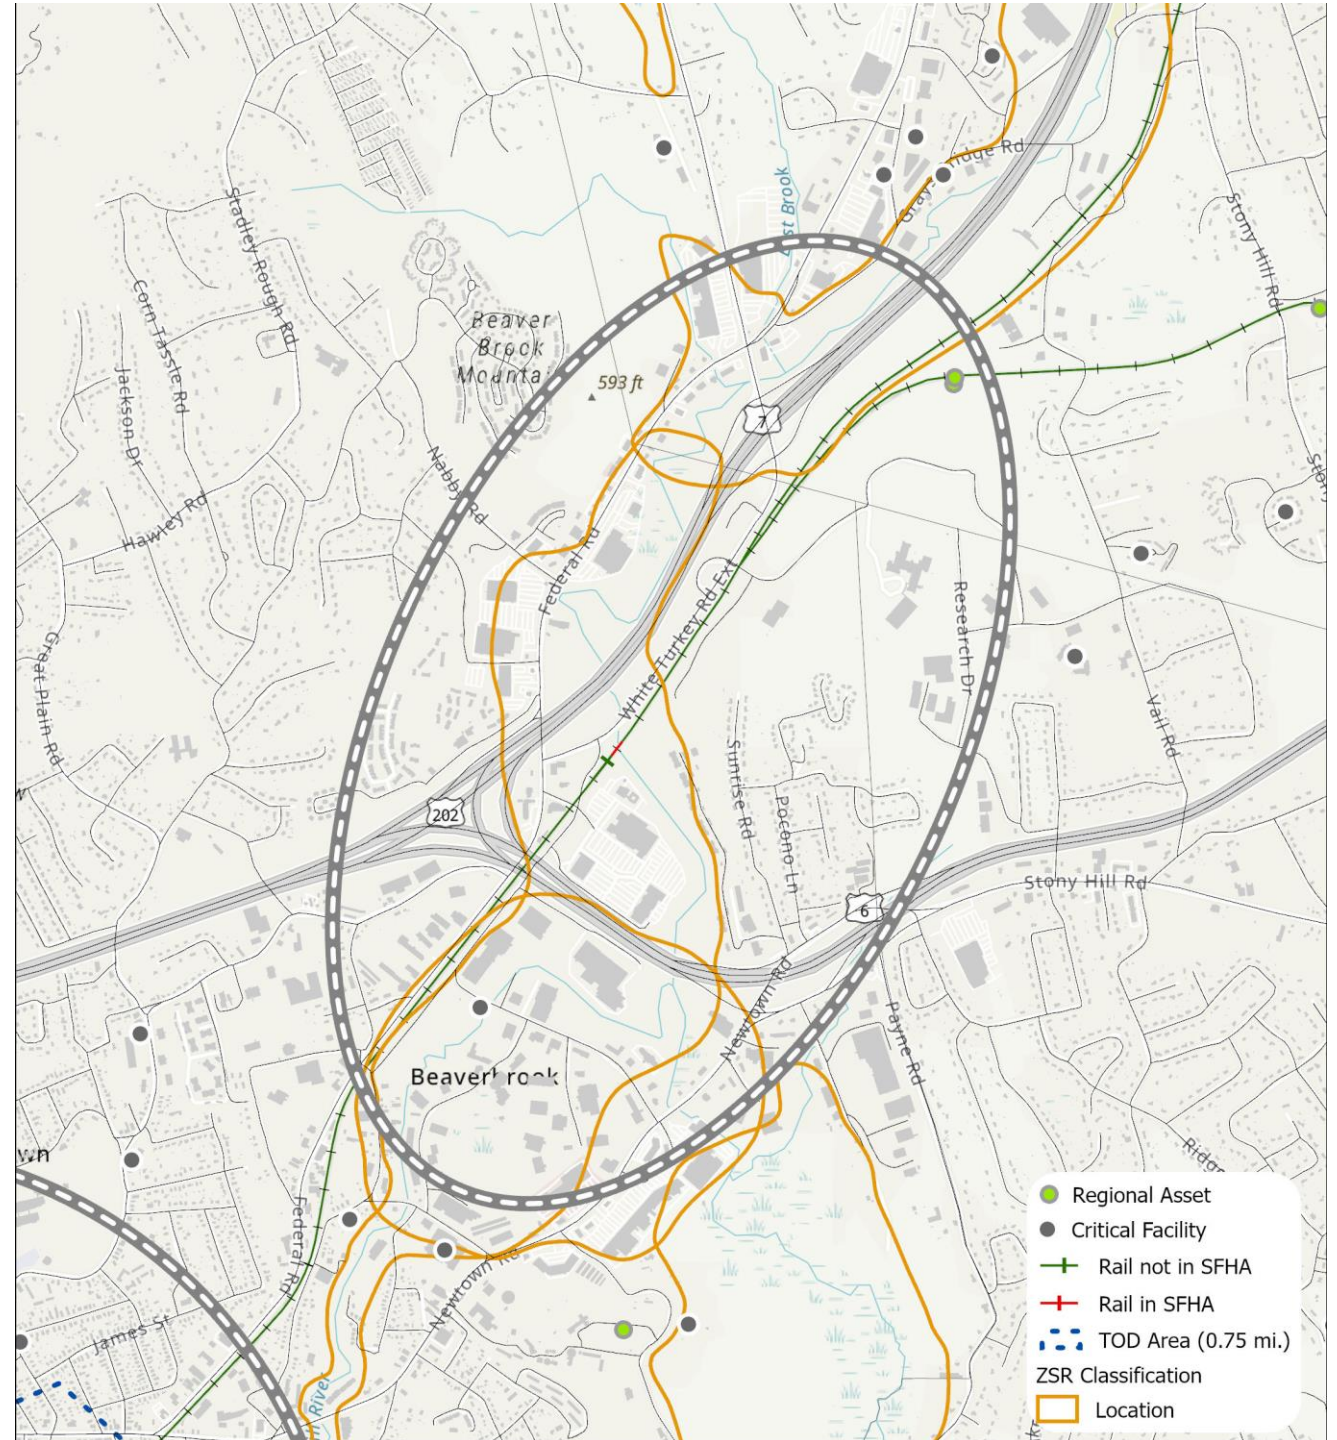 Grays Bridge Rd
East Brook
Stony Hill Rd
Stadley Rough Rd
Corn Tassle Rd
Jackson Dr
Beaver
Brook
593 ft
7
Nabby Rd
Hawley Rd
Federal Rd
White Turkey Rd Ext
Research Dr
Great Plain Rd
Vail Rd
Sunrise Rd
Pocono Ln
202
6
Stony Hill Rd
Newtown Rd
Payne Rd
Beaverbrook
wn
Federal Rd
Newtown Rd
James St
River
Regional Asset
Critical Facility
Rail not in SFHA
Rail in SFHA
TOD Area (0.75 mi.)
ZSR Classification
Location